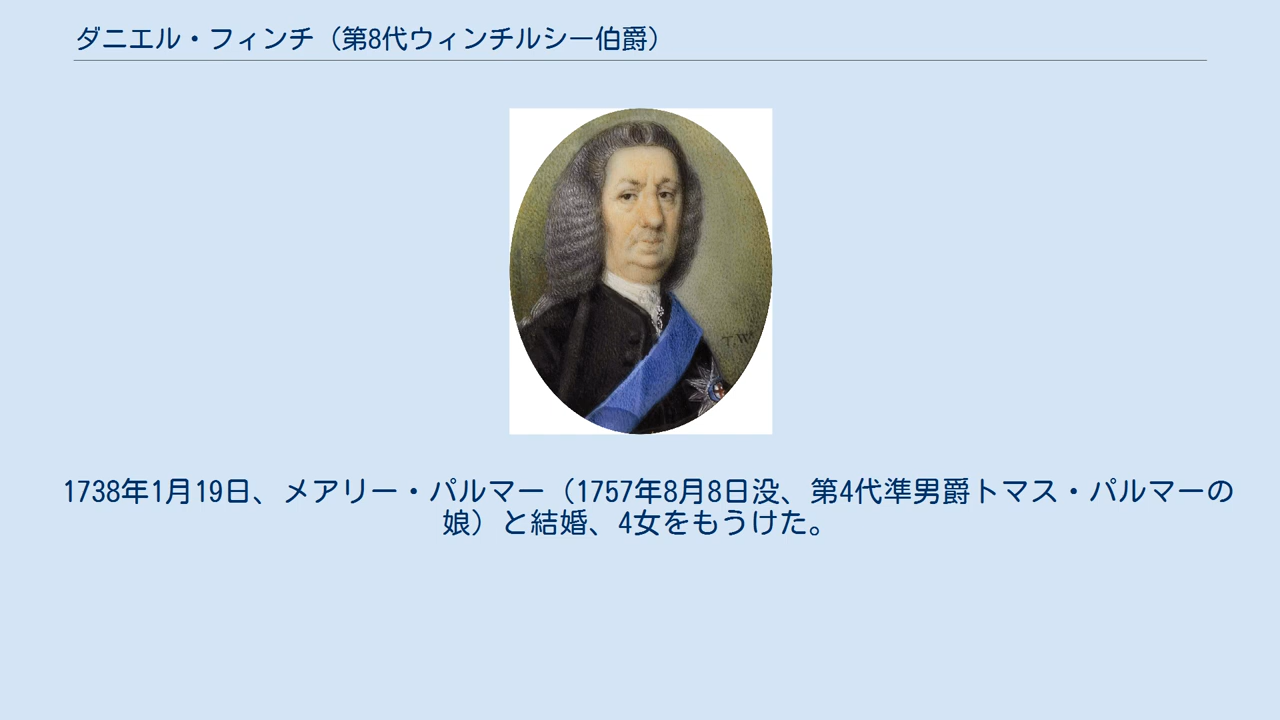 ダニエル・フィンチ（第8代ウィンチルシー伯爵）
T.W
1738年1月19日、メアリー・パルマー（1757年8月8日没、第4代準男爵トマス・パルマーの
娘）と結婚、4女をもうけた。